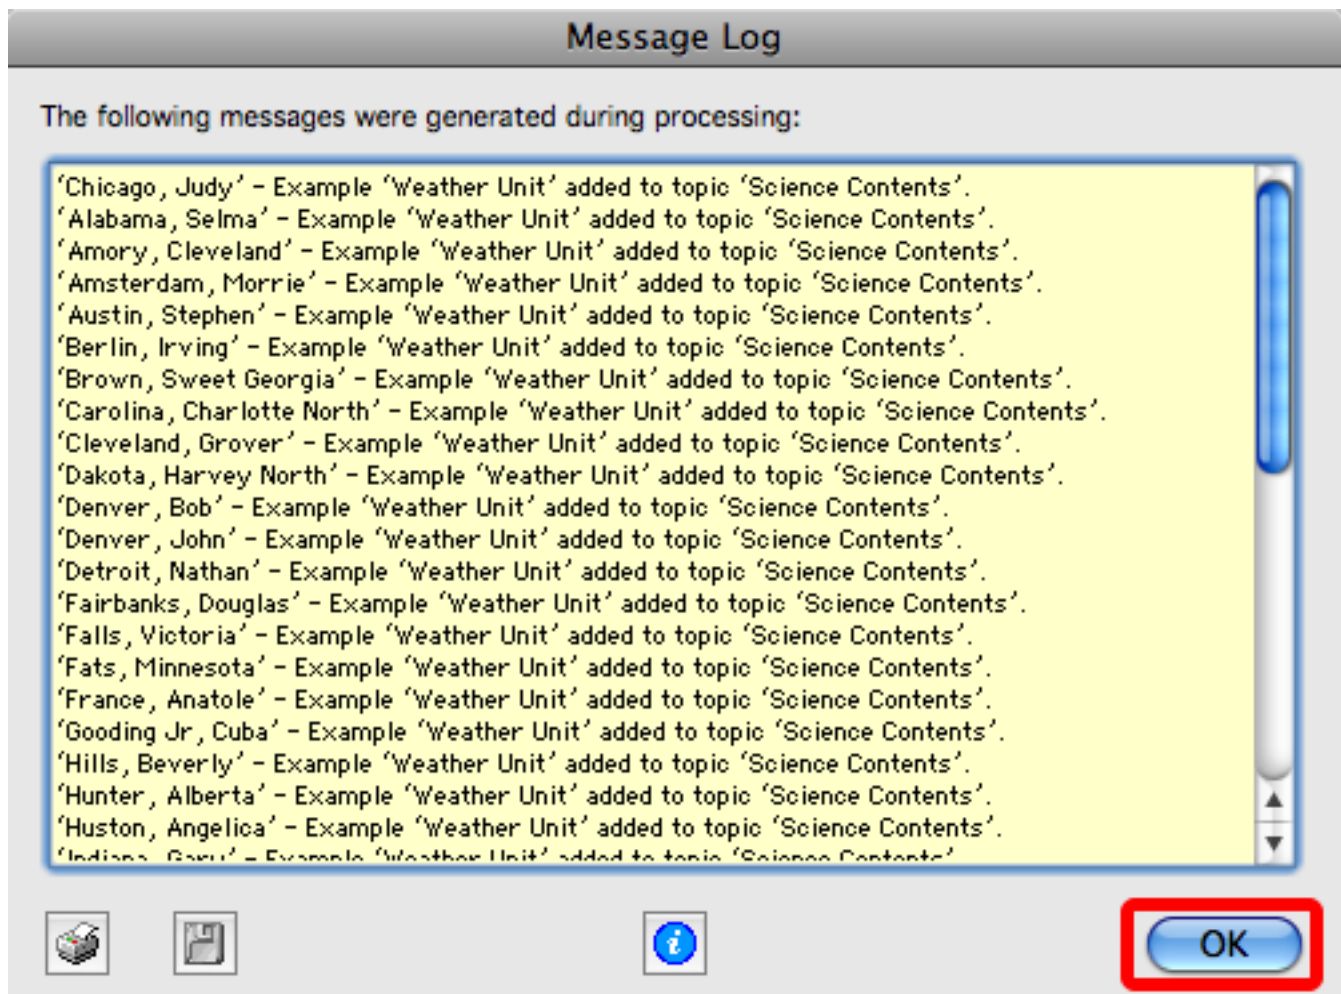 Message Log
The following messages were generated during processing:
‘Chicago, Judy’ – Example ‘Weather Unit’ added to topic ‘Science Contents’.
‘Alabama, Selma’ – Example ‘Weather Unit’ added to topic ‘Science Contents’.
‘Amory, Cleveland’ – Example ‘Weather Unit’ added to topic ‘Science Contents’.
‘Amsterdam, Morrie’ – Example ‘Weather Unit’ added to topic ‘Science Contents’.
‘Austin, Stephen’ – Example ‘Weather Unit’ added to topic ‘Science Contents’.
‘Berlin, Irving’ – Example ‘Weather Unit’ added to topic ‘Science Contents’.
‘Brown, Sweet Georgia’ – Example ‘Weather Unit’ added to topic ‘Science Contents’.
‘Carolina, Charlotte North’ – Example ‘Weather Unit’ added to topic ‘Science Contents’.
‘Cleveland, Grover’ – Example ‘Weather Unit’ added to topic ‘Science Contents’.
‘Dakota, Harvey North’ – Example ‘Weather Unit’ added to topic ‘Science Contents’.
‘Denver, Bob’ – Example ‘Weather Unit’ added to topic ‘Science Contents’.
‘Denver, John’ – Example ‘Weather Unit’ added to topic ‘Science Contents’.
‘Detroit, Nathan’ – Example ‘Weather Unit’ added to topic ‘Science Contents’.
‘Fairbanks, Douglas’ – Example ‘Weather Unit’ added to topic ‘Science Contents’.
‘Falls, Victoria’ – Example ‘Weather Unit’ added to topic ‘Science Contents’.
‘Fats, Minnesota’ – Example ‘Weather Unit’ added to topic ‘Science Contents’.
‘France, Anatole’ – Example ‘Weather Unit’ added to topic ‘Science Contents’.
‘Gooding Jr, Cuba’ – Example ‘Weather Unit’ added to topic ‘Science Contents’.
‘Hills, Beverly’ – Example ‘Weather Unit’ added to topic ‘Science Contents’.
‘Hunter, Alberta’ – Example ‘Weather Unit’ added to topic ‘Science Contents’.
‘Huston, Angelica’ – Example ‘Weather Unit’ added to topic ‘Science Contents’.
‘Indiana, Gary’ – Example ‘Weather Unit’ added to topic ‘Science Contents’.
OK